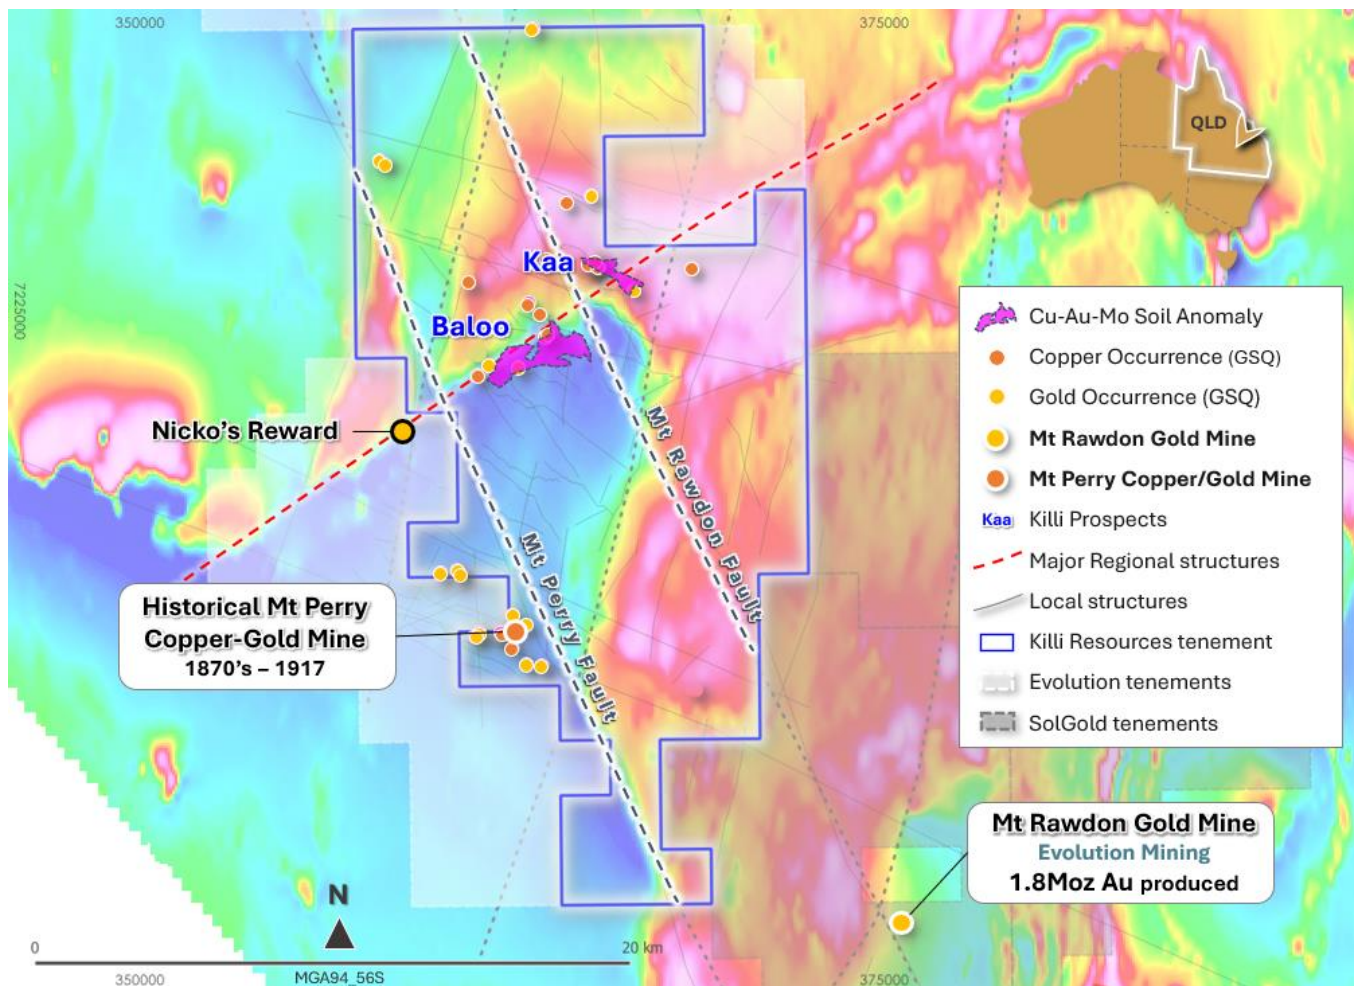 350000
375000
QLD
7225000
Kaa
Baloo
Nicko's Reward
Mt Rawdon Fault
Mt Perry Fault
Historical Mt Perry
Copper-Gold Mine
1870's – 1917
Cu-Au-Mo Soil Anomaly
Copper Occurrence (GSQ)
Gold Occurrence (GSQ)
Mt Rawdon Gold Mine
Mt Perry Copper/Gold Mine
Kaa Killi Prospects
Major Regional structures
Local structures
Killi Resources tenement
Evolution tenements
SolGold tenements
Mt Rawdon Gold Mine
Evolution Mining
1.8Moz Au produced
N
0
20 km
350000
MGA94_56S
375000